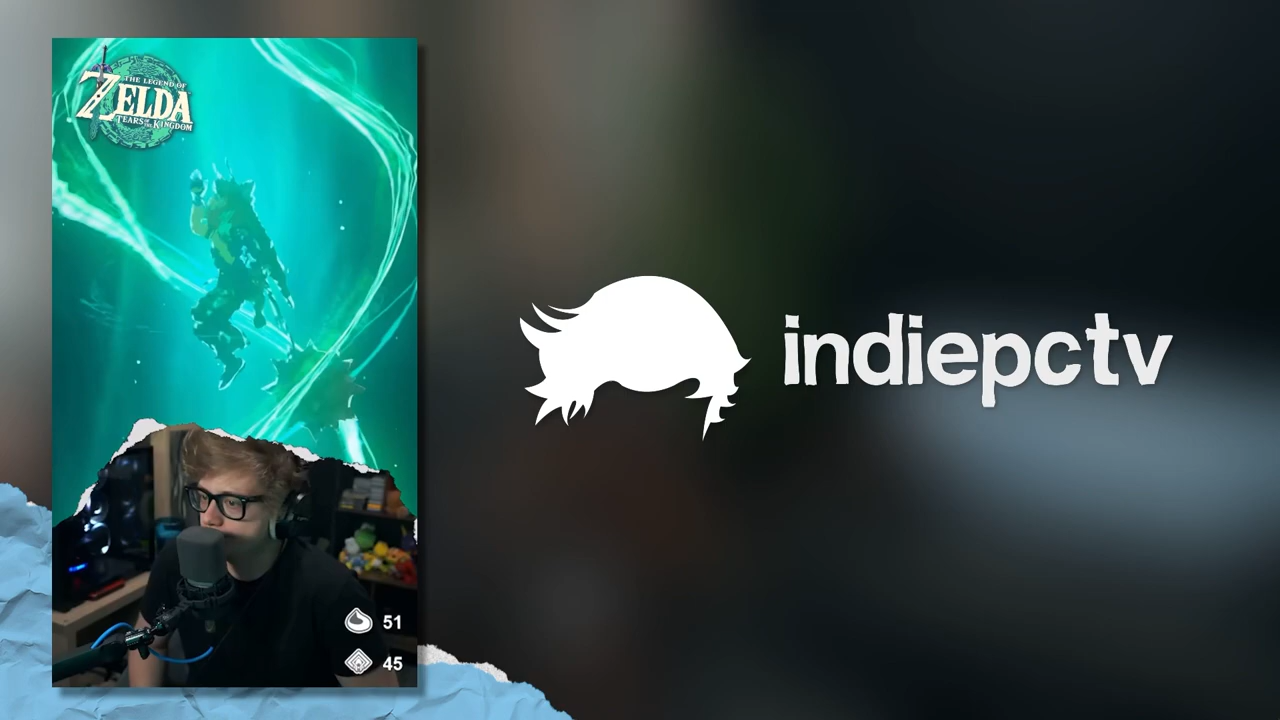 THE LEGEND OF
ZELDA
TEARS OF THE KINGDOM
indiepctv
51
45